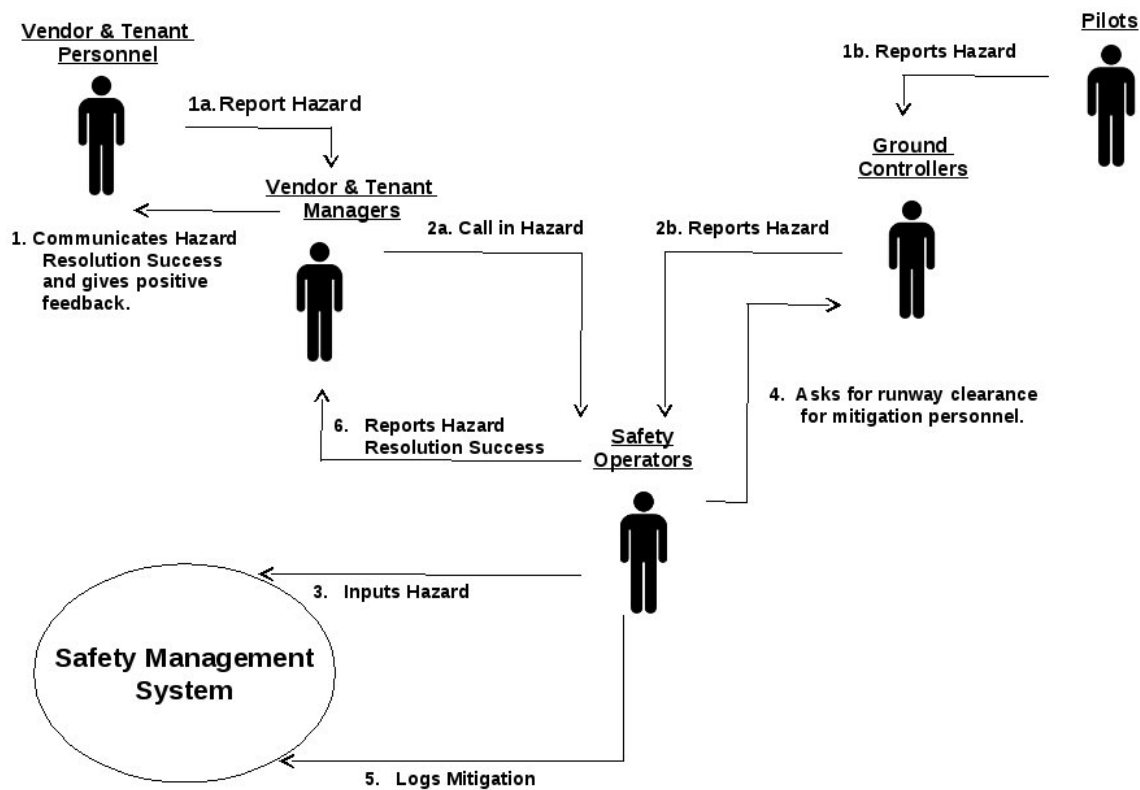 Vendor & Tenant
Personnel
Pilots
1b. Reports Hazard
1a. Report Hazard
Ground
Controllers
Vendor & Tenant
Managers
1. Communicates Hazard
Resolution Success
and gives positive
feedback.
2a. Call in Hazard
2b. Reports Hazard
4. Asks for runway clearance
for mitigation personnel.
6. Reports Hazard
Resolution Success
Safety
Operators
3. Inputs Hazard
Safety Management
System
5. Logs Mitigation